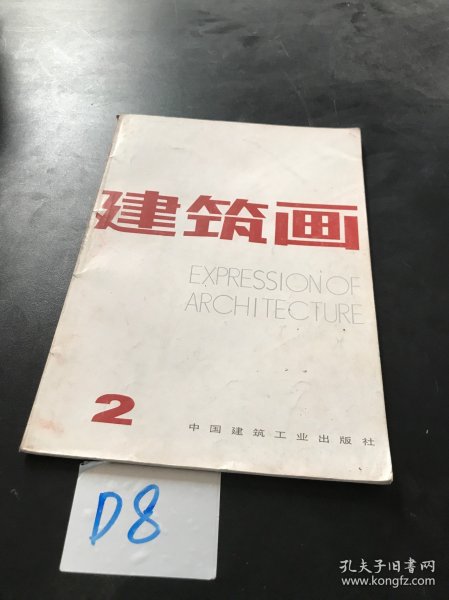 建筑画
EXPRESSION OF
ARCHITECTURE
2
中国建筑工业出版社
D8
孔夫子旧书网
www.kongfz.com